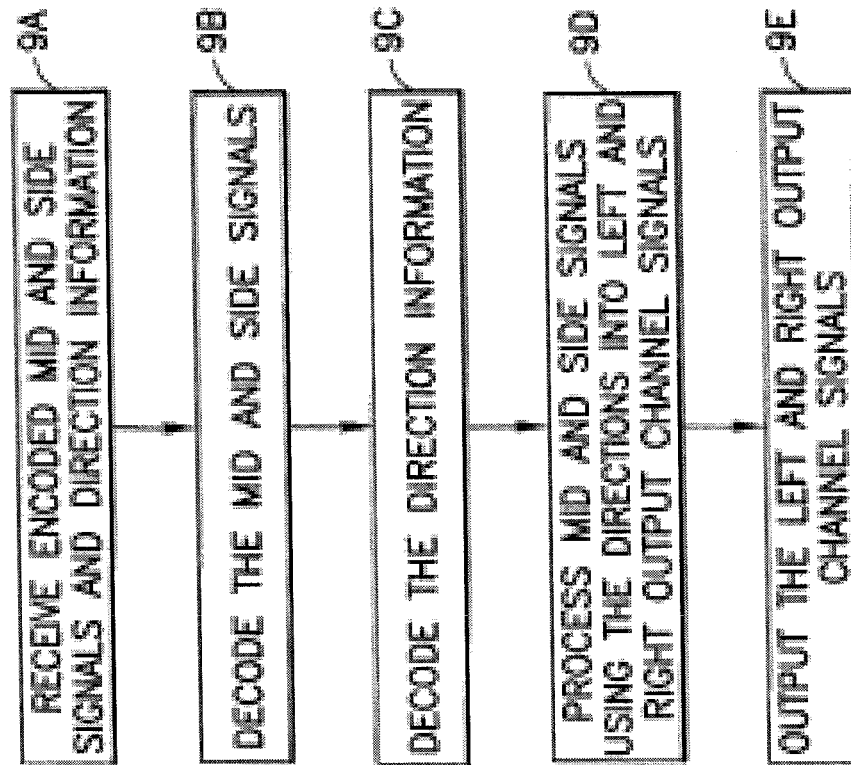 RECEIVE ENCODED MID AND SIDE
SIGNALS AND DIRECTION INFORMATION
9A
DECODE THE MID AND SIDE SIGNALS
9B
DECODE THE DIRECTION INFORMATION
9C
PROCESS MID AND SIDE SIGNALS
USING THE DIRECTIONS INTO LEFT AND
RIGHT OUTPUT CHANNEL SIGNALS
9D
OUTPUT THE LEFT AND RIGHT OUTPUT
CHANNEL SIGNALS
9E